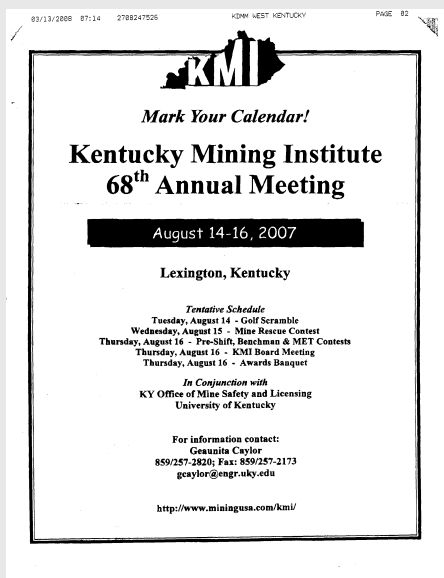 03/13/2008 07:14 2708247526 KDMM WEST KENTUCKY PAGE 02
KMI
Mark Your Calendar!
Kentucky Mining Institute
68th Annual Meeting
August 14-16, 2007
Lexington, Kentucky
Tentative Schedule
Tuesday, August 14 - Golf Scramble
Wednesday, August 15 - Mine Rescue Contest
Thursday, August 16 - Pre-Shift, Benchman & MET Contests
Thursday, August 16 - KMI Board Meeting
Thursday, August 16 - Awards Banquet
In Conjunction with
KY Office of Mine Safety and Licensing
University of Kentucky
For information contact:
Geaunita Caylor
859/257-2820; Fax: 859/257-2173
gcaylor@engr.uky.edu
http://www.miningusa.com/kmi/